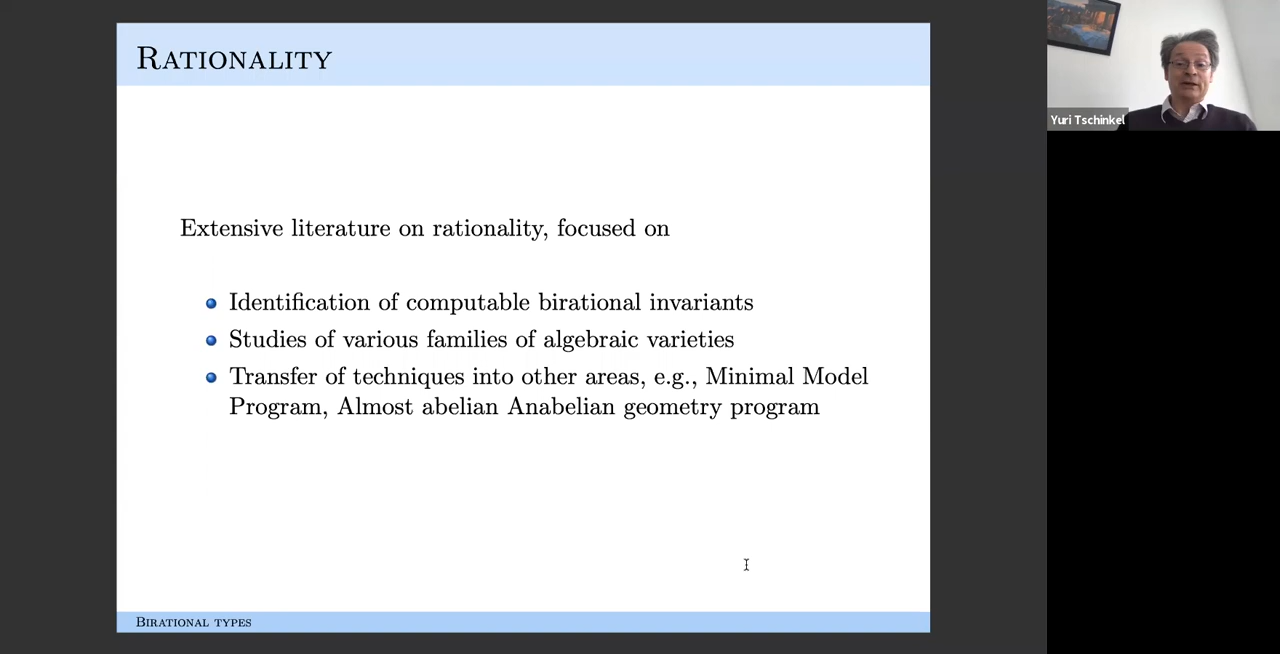 RATIONALITY
Extensive literature on rationality, focused on
Identification of computable birational invariants
Studies of various families of algebraic varieties
Transfer of techniques into other areas, e.g., Minimal Model
Program, Almost abelian Anabelian geometry program
BIRATIONAL TYPES
Yuri Tschinkel